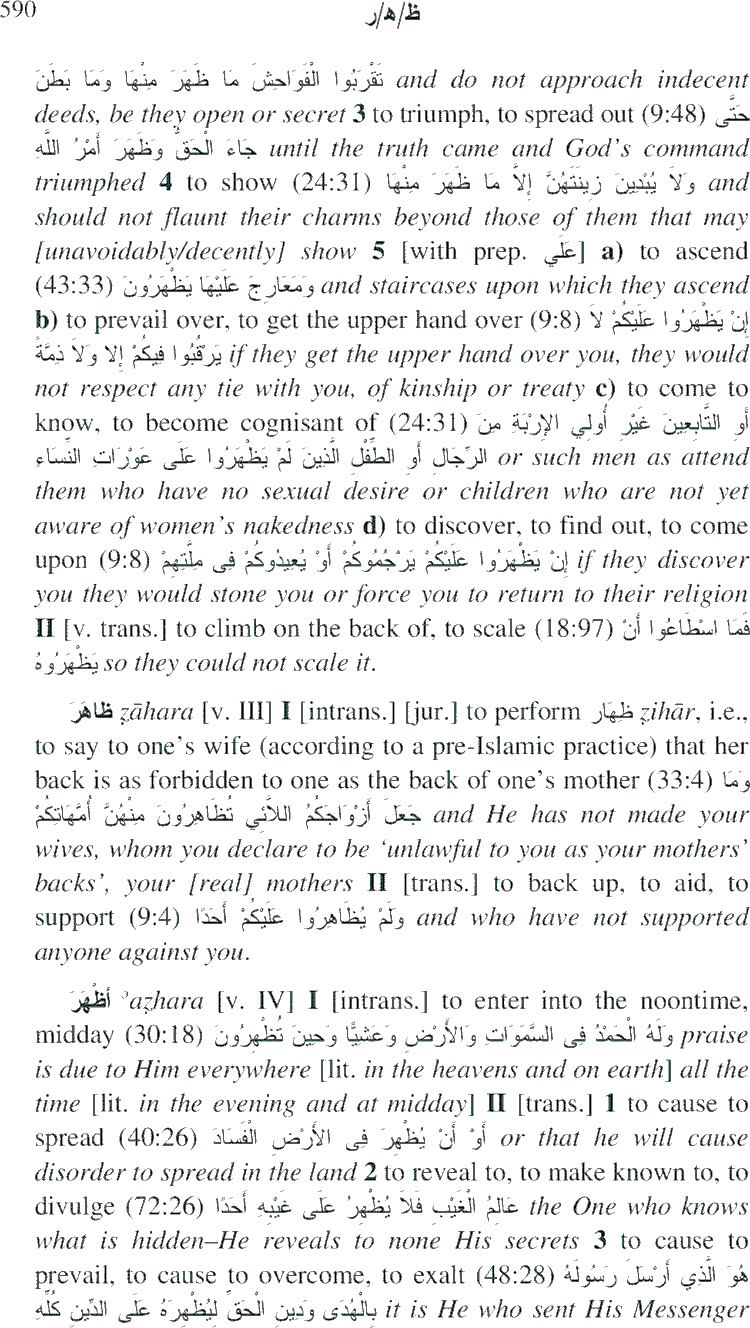 590
ظ/ھ/ر
تَقْرَبُوا الْفَوَاحِشَ مَا ظَهَرَ مِنْهَا وَمَا بَطَنَ and do not approach indecent
deeds, be they open or secret 3 to triumph, to spread out (9:48) حَتَّى
جَاءَ الْحَقُّ وَظَهَرَ أَمْرُ اللَّهِ until the truth came and God's command
triumphed 4 to show (24:31) وَلاَ يُبْدِينَ زِينَتَهُنَّ إِلاَّ مَا ظَهَرَ مِنْهَا and
should not flaunt their charms beyond those of them that may
[unavoidably/decently] show 5 [with prep. عَلَي] a) to ascend
(43:33) وَمَعَارِجَ عَلَيْهَا يَظْهَرُونَ and staircases upon which they ascend
b) to prevail over, to get the upper hand over (9:8) إِنْ يَظْهَرُوا عَلَيْكُمْ لاَ
يَرْقُبُوا فِيكُمْ إِلا وَلاَ ذِمَّةً if they get the upper hand over you, they would
not respect any tie with you, of kinship or treaty c) to come to
know, to become cognisant of (24:31) أَوِ التَّابِعِينَ غَيْرِ أُولِي الإِرْبَةِ مِنَ
الرِّجَالِ أَوِ الطِّفْلِ الَّذِينَ لَمْ يَظْهَرُوا عَلَى عَوْرَاتِ النِّسَاءِ or such men as attend
them who have no sexual desire or children who are not yet
aware of women's nakedness d) to discover, to find out, to come
upon (9:8) إِنْ يَظْهَرُوا عَلَيْكُمْ يَرْجُمُوكُمْ أَوْ يُعِيدُوكُمْ فِى مِلَّتِهِمْ if they discover
you they would stone you or force you to return to their religion
II [v. trans.] to climb on the back of, to scale (18:97) فَمَا اسْطَاعُوا أَنْ
يَظْهَرُوهُ so they could not scale it.
ظاهَرَ ẓāhara [v. III] I [intrans.] [jur.] to perform ظِهَار ẓihār, i.e.,
to say to one's wife (according to a pre-Islamic practice) that her
back is as forbidden to one as the back of one's mother (33:4) وَمَا
جَعَلَ أَزْوَاجَكُمُ اللاَّئِي تُظَاهِرُونَ مِنْهُنَّ أُمَّهَاتِكُمْ and He has not made your
wives, whom you declare to be ‘unlawful to you as your mothers’
backs’, your [real] mothers II [trans.] to back up, to aid, to
support (9:4) وَلَمْ يُظَاهِرُوا عَلَيْكُمْ أَحَدًا and who have not supported
anyone against you.
أظْهَرَ ʾaẓhara [v. IV] I [intrans.] to enter into the noontime,
midday (30:18) وَلَهُ الْحَمْدُ فِى السَّمَوَاتِ وَالأَرْضِ وَعَشِيًّا وَحِينَ تُظْهِرُونَ praise
is due to Him everywhere [lit. in the heavens and on earth] all the
time [lit. in the evening and at midday] II [trans.] 1 to cause to
spread (40:26) أَوْ أَنْ يُظْهِرَ فِى الأَرْضِ الْفَسَادَ or that he will cause
disorder to spread in the land 2 to reveal to, to make known to, to
divulge (72:26) عَالِمُ الْغَيْبِ فَلاَ يُظْهِرُ عَلَى غَيْبِهِ أَحَدًا the One who knows
what is hidden–He reveals to none His secrets 3 to cause to
prevail, to cause to overcome, to exalt (48:28) هُوَ الَّذِي أَرْسَلَ رَسُولَهُ
بِالْهُدَى وَدِينِ الْحَقِّ لِيُظْهِرَهُ عَلَى الدِّينِ كُلِّهِ it is He who sent His Messenger